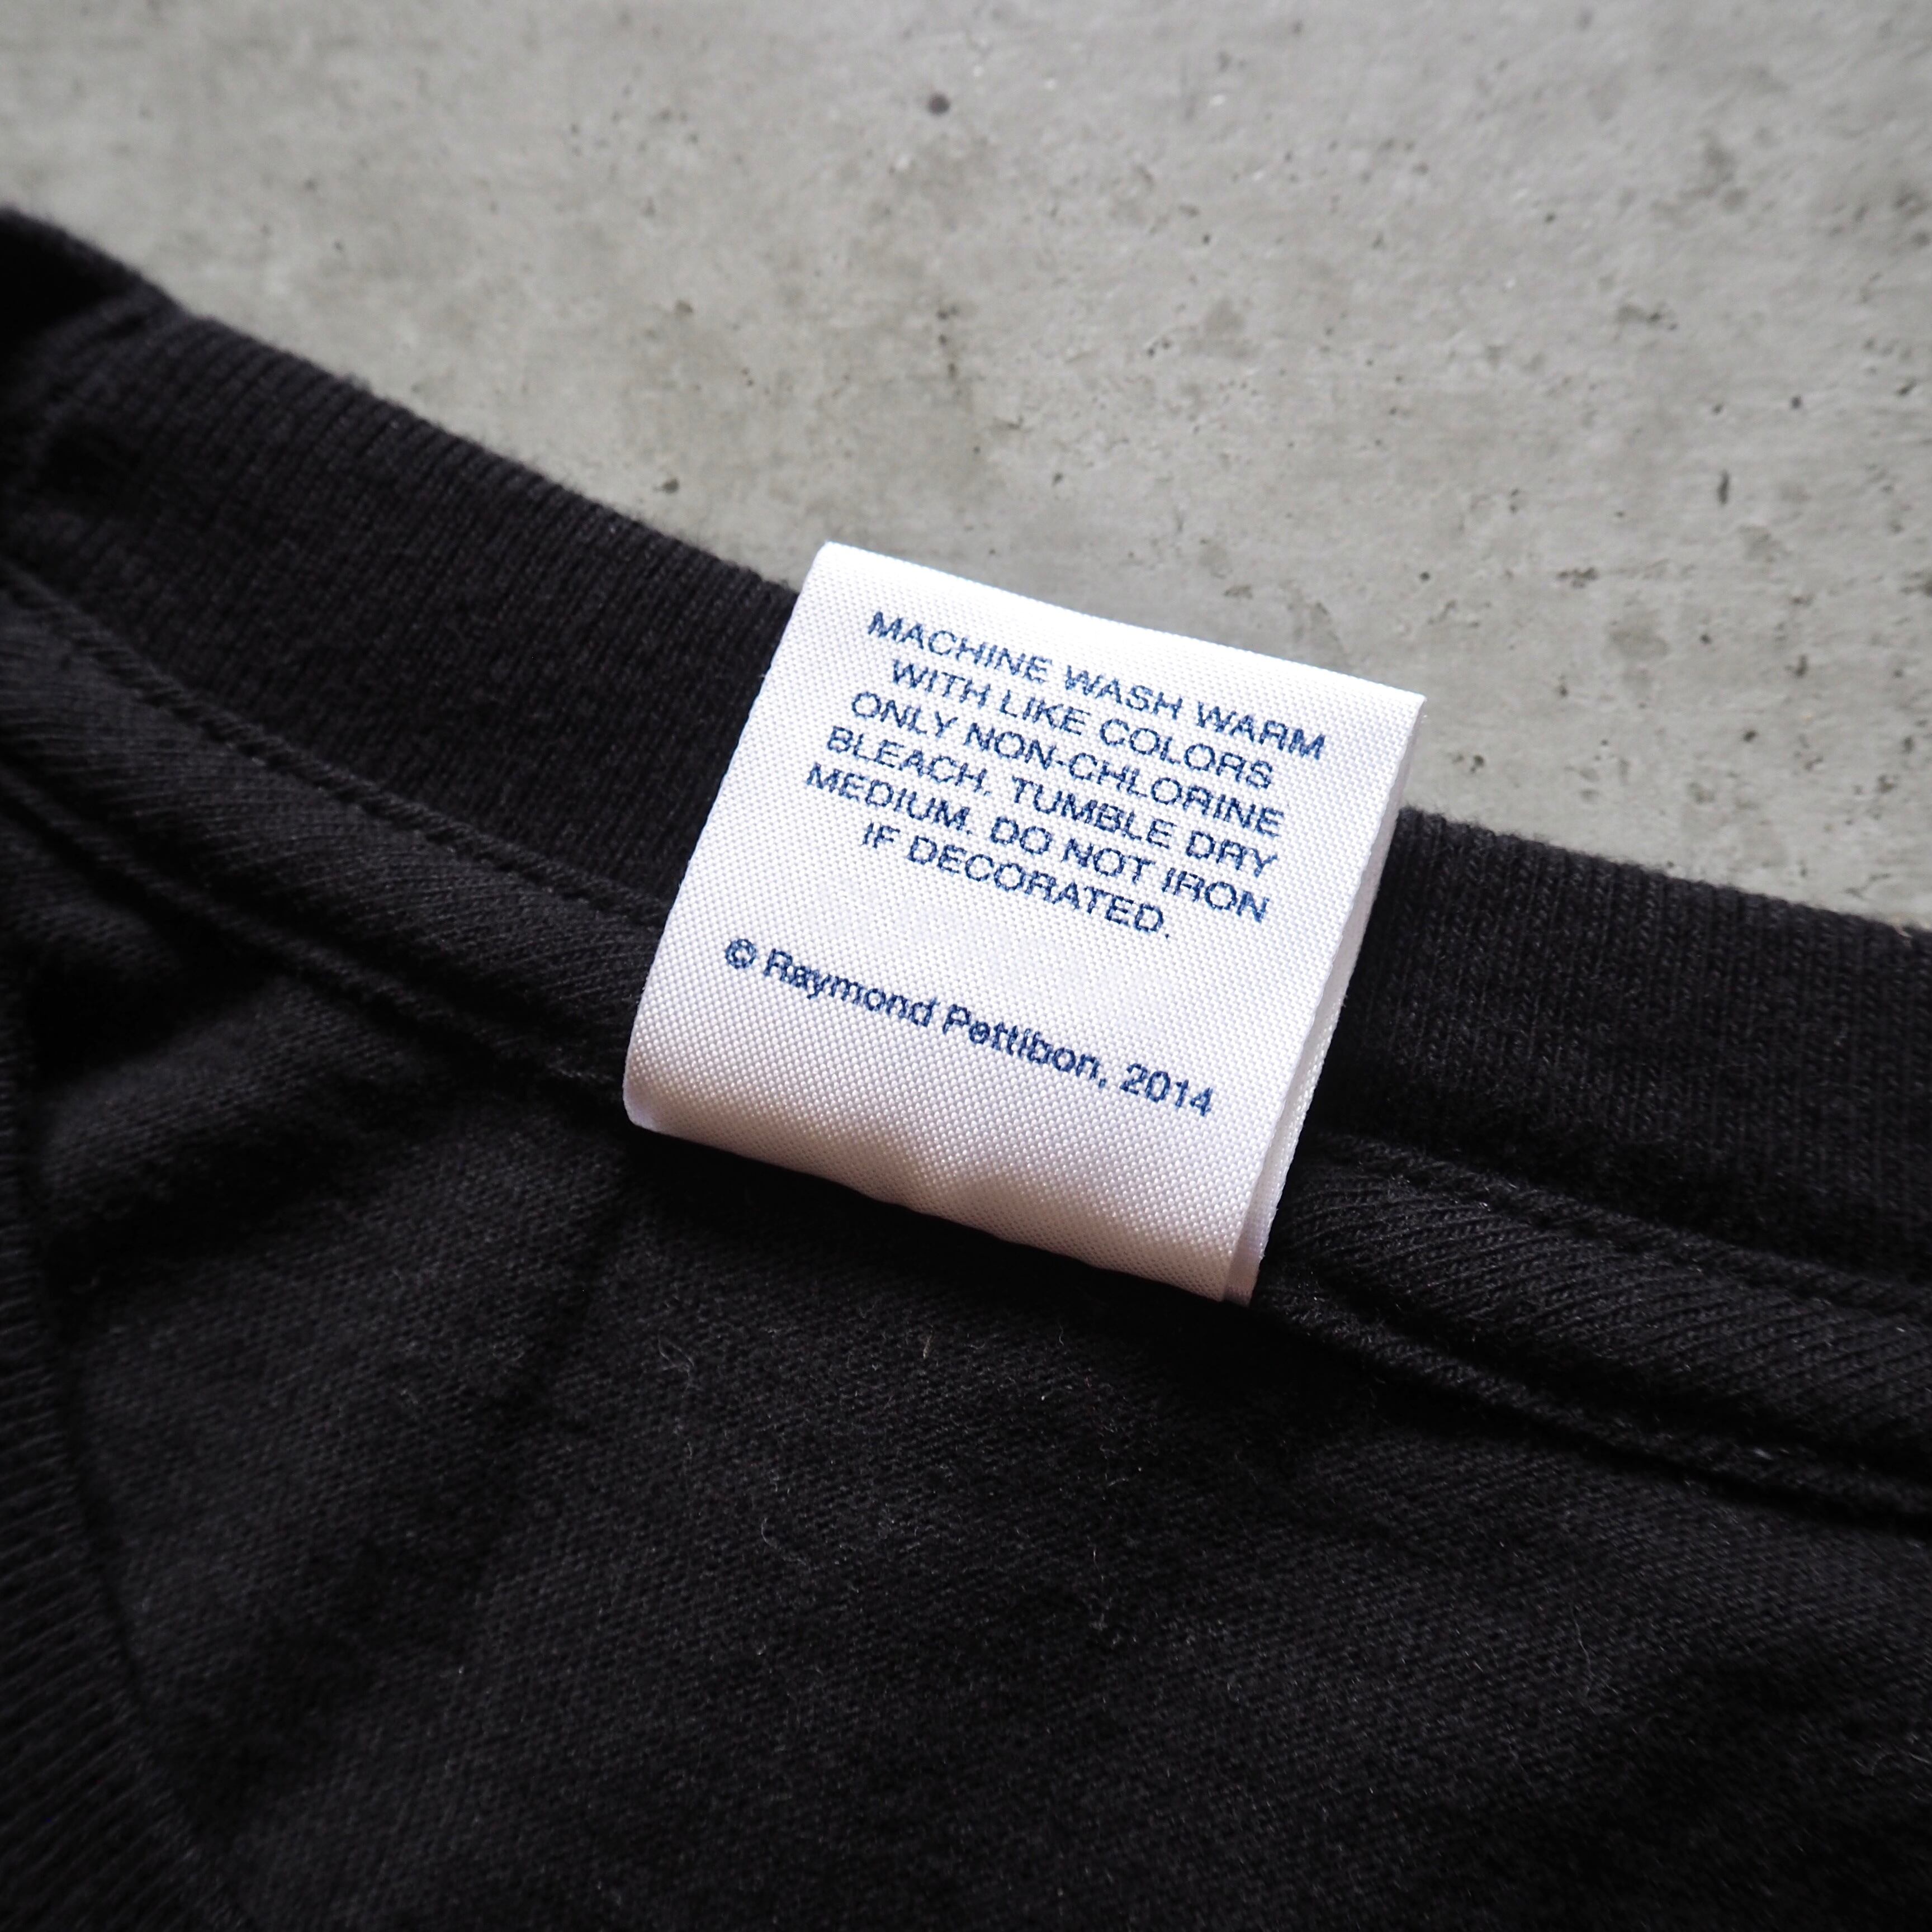 MACHINE WASH WARM
WITH LIKE COLORS
ONLY NON-CHLORINE
BLEACH. TUMBLE DRY
MEDIUM. DO NOT IRON
IF DECORATED.
© Raymond Pettibon, 2014